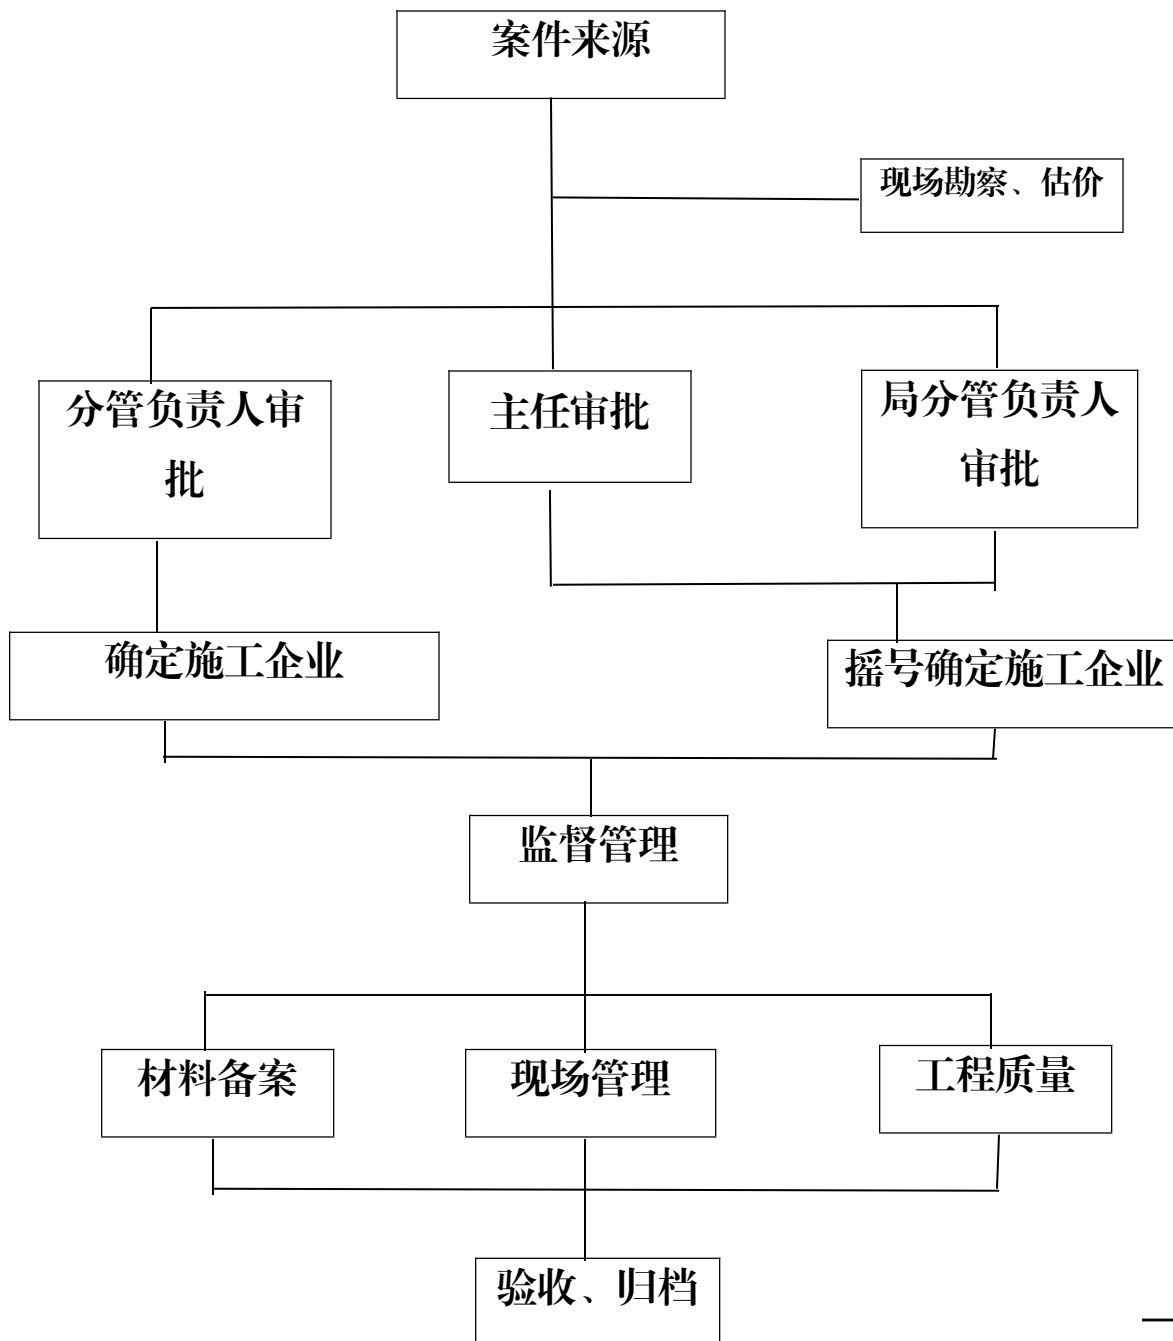 案件来源
现场勘察、估价
分管负责人审
批
主任审批
局分管负责人
审批
确定施工企业
摇号确定施工企业
监督管理
材料备案
现场管理
工程质量
验收、归档